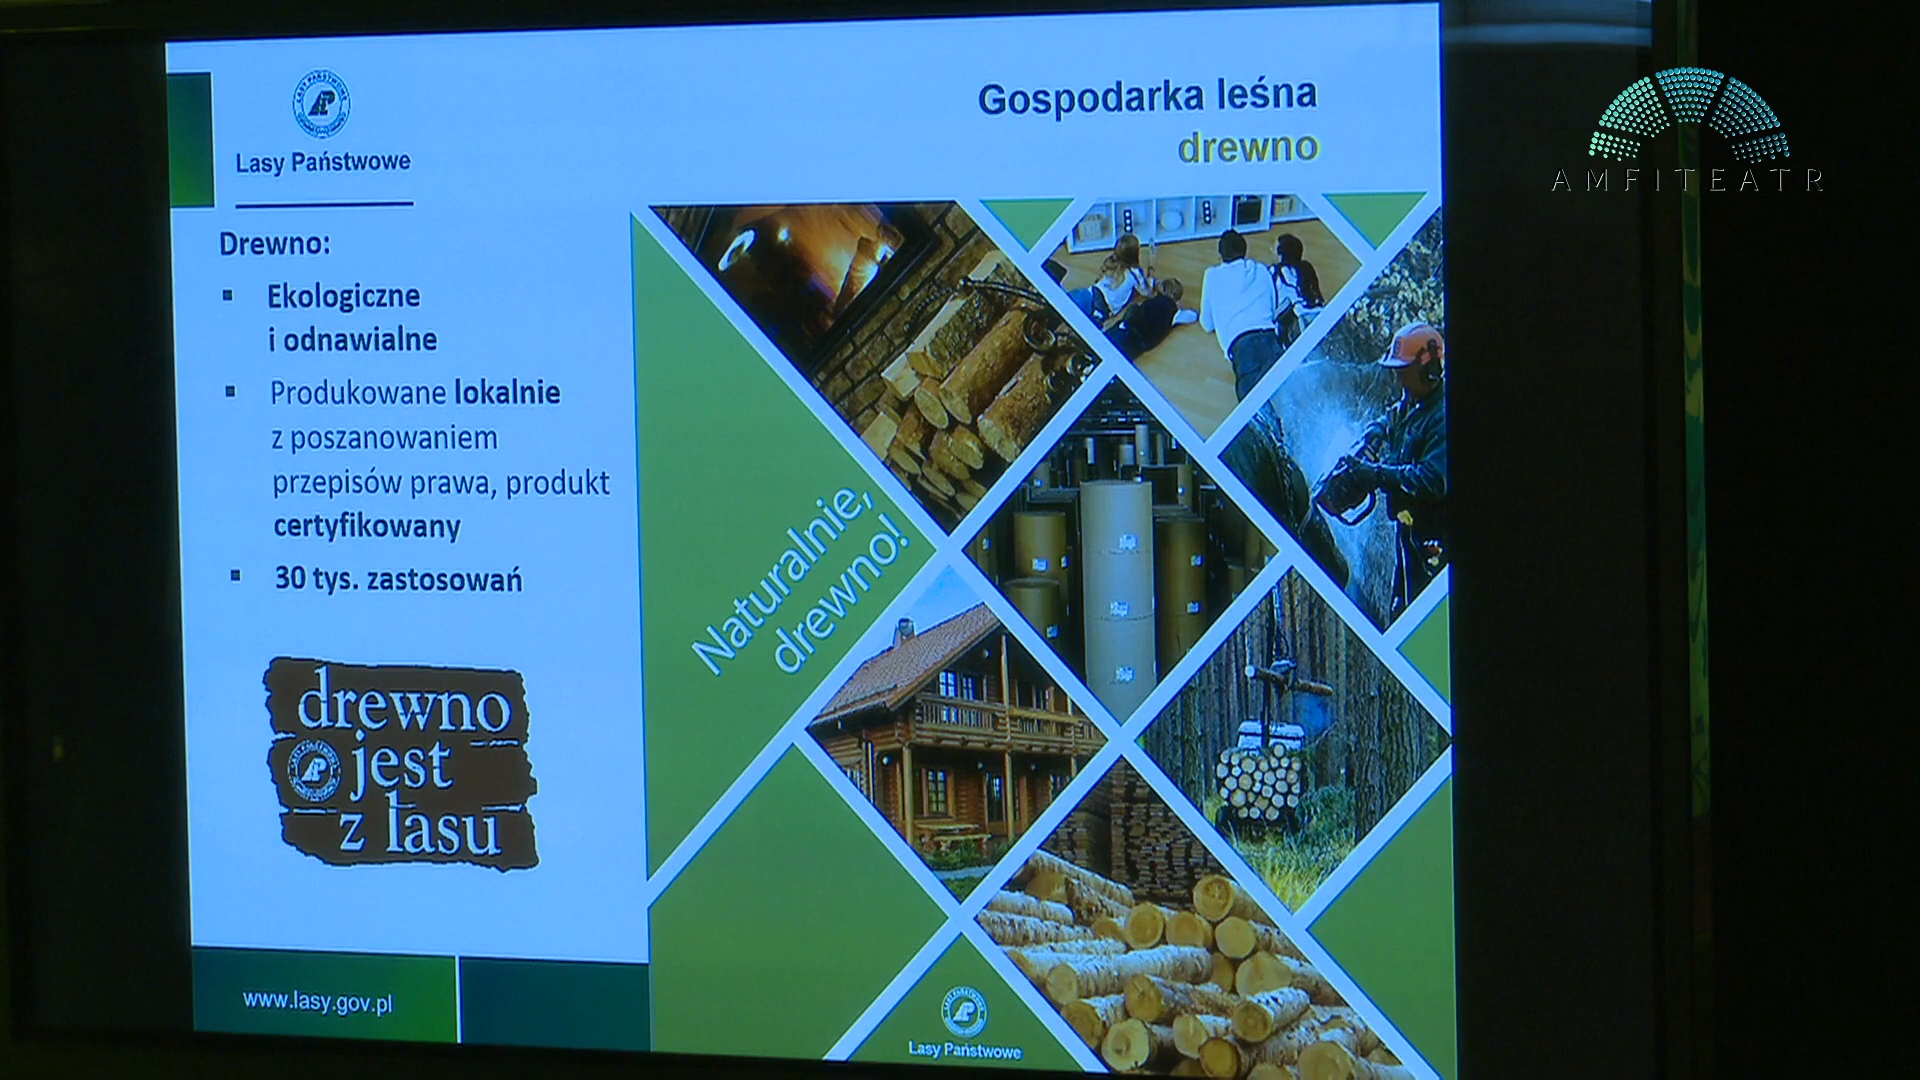 Gospodarka leśna
drewno
AMFITEATR
Lasy Państwowe
Drewno:
▪ Ekologiczne
i odnawialne
▪ Produkowane lokalnie
z poszanowaniem
przepisów prawa, produkt
certyfikowany
▪ 30 tys. zastosowań
Naturalnie,
drewno!
drewno
jest
z lasu
www.lasy.gov.pl
Lasy Państwowe